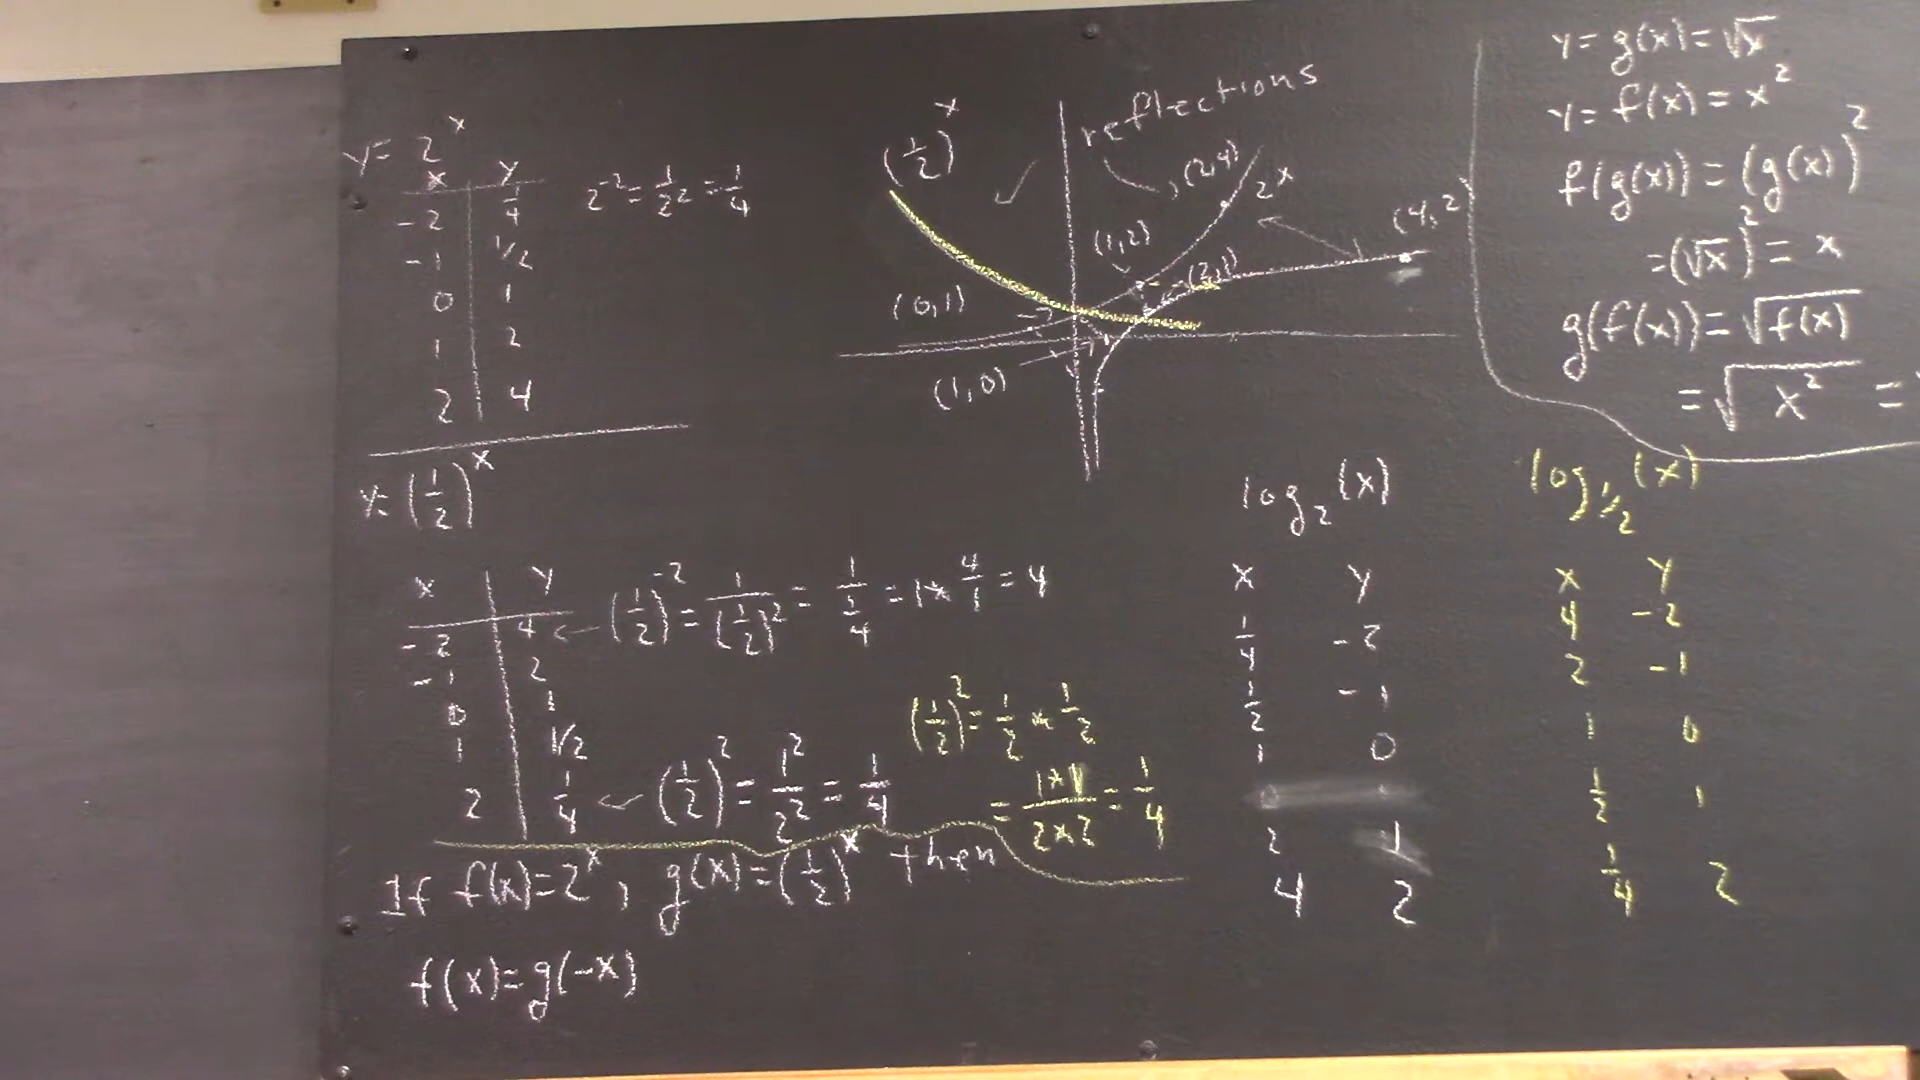 y = 2^x
x y
-2 1/4 2^-2 = 1/2^2 = 1/4
-1 1/2
0 1
1 2
2 4
y = (1/2)^x
x y
-2 4 ← (1/2)^-2 = 1/(1/2)^2 = 1/(1/4) = 1 * 4/1 = 4
-1 2
0 1
1 1/2
2 1/4 ← (1/2)^2 = 1^2/2^2 = 1/4
(1/2)^2 = 1/2 * 1/2
= 1*1/2*2 = 1/4
If f(x) = 2^x, g(x) = (1/2)^x then
f(x) = g(-x)
(1/2)^x
reflections
(2,4)
2^x
(4,2
(1,2)
(2,1)
(0,1)
(1,0)
y = g(x) = √x
y = f(x) = x^2
f(g(x)) = (g(x))^2
= (√x)^2 = x
g(f(x)) = √f(x)
= √x^2 =
log_2 (x)
x y
1/4 -2
1/2 -1
1 0
2 1
4 2
log_1/2 (x)
x y
4 -2
2 -1
1 0
1/2 1
1/4 2